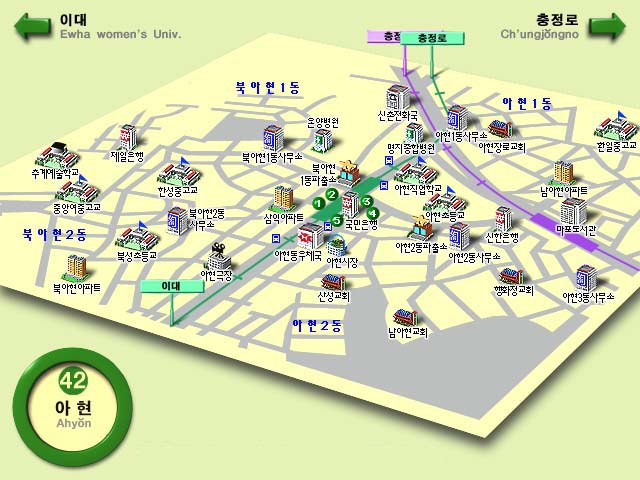 이대
Ewha women's Univ.
충정로
Ch'ungjŏngno
충정로
북아현1동
아현1동
신촌전화국
온양병원
아현1동사무소
아현장로교회
한일중고교
제일은행
북아현1동사무소
명지종합병원
추계예술학교
한성중고교
북아현
1동파출소
아현직업학교
남아현아파트
중앙여중고교
북아현2동
사무소
삼익아파트
1
2
3
4
5
국민은행
아현초등교
마포도서관
북아현2동
북성초등교
아현2동파출소
신한은행
아현극장
아현동우체국
아현시장
아현2동사무소
북아현아파트
이대
산성교회
행화정교회
아현3동사무소
아현2동
남아현교회
42
아현
Ahyŏn